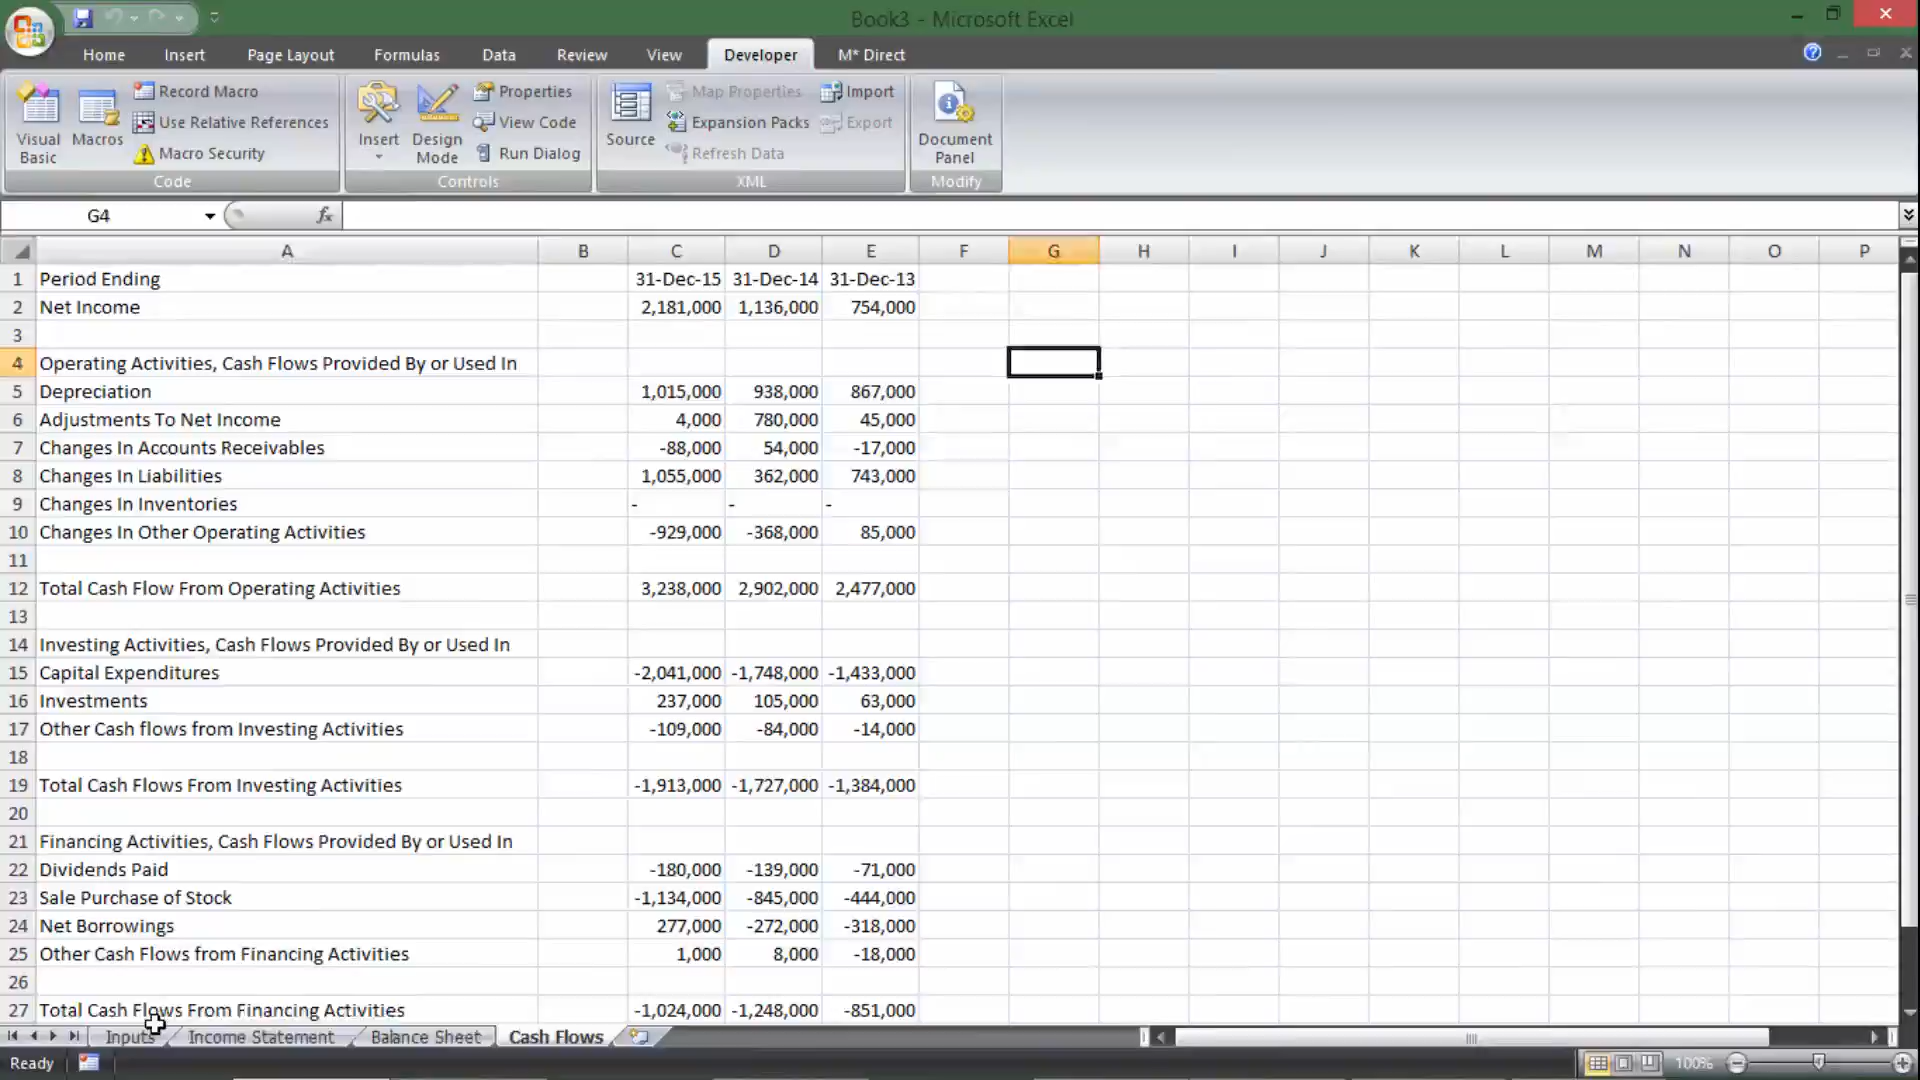 Book3 - Microsoft Excel
Home Insert Page Layout Formulas Data Review View Developer M* Direct
Visual Basic
Macros
Record Macro
Use Relative References
Macro Security
Code
Insert
Design Mode
Properties
View Code
Run Dialog
Controls
Source
Map Properties
Expansion Packs
Refresh Data
Import
Export
XML
Document Panel
Modify
G4 fx
A B C D E F G H I J K L M N O P
1 Period Ending 31-Dec-15 31-Dec-14 31-Dec-13
2 Net Income 2,181,000 1,136,000 754,000
3
4 Operating Activities, Cash Flows Provided By or Used In
5 Depreciation 1,015,000 938,000 867,000
6 Adjustments To Net Income 4,000 780,000 45,000
7 Changes In Accounts Receivables -88,000 54,000 -17,000
8 Changes In Liabilities 1,055,000 362,000 743,000
9 Changes In Inventories - - -
10 Changes In Other Operating Activities -929,000 -368,000 85,000
11
12 Total Cash Flow From Operating Activities 3,238,000 2,902,000 2,477,000
13
14 Investing Activities, Cash Flows Provided By or Used In
15 Capital Expenditures -2,041,000 -1,748,000 -1,433,000
16 Investments 237,000 105,000 63,000
17 Other Cash flows from Investing Activities -109,000 -84,000 -14,000
18
19 Total Cash Flows From Investing Activities -1,913,000 -1,727,000 -1,384,000
20
21 Financing Activities, Cash Flows Provided By or Used In
22 Dividends Paid -180,000 -139,000 -71,000
23 Sale Purchase of Stock -1,134,000 -845,000 -444,000
24 Net Borrowings 277,000 -272,000 -318,000
25 Other Cash Flows from Financing Activities 1,000 8,000 -18,000
26
27 Total Cash Flows From Financing Activities -1,024,000 -1,248,000 -851,000
Inputs Income Statement Balance Sheet Cash Flows
Ready 100%